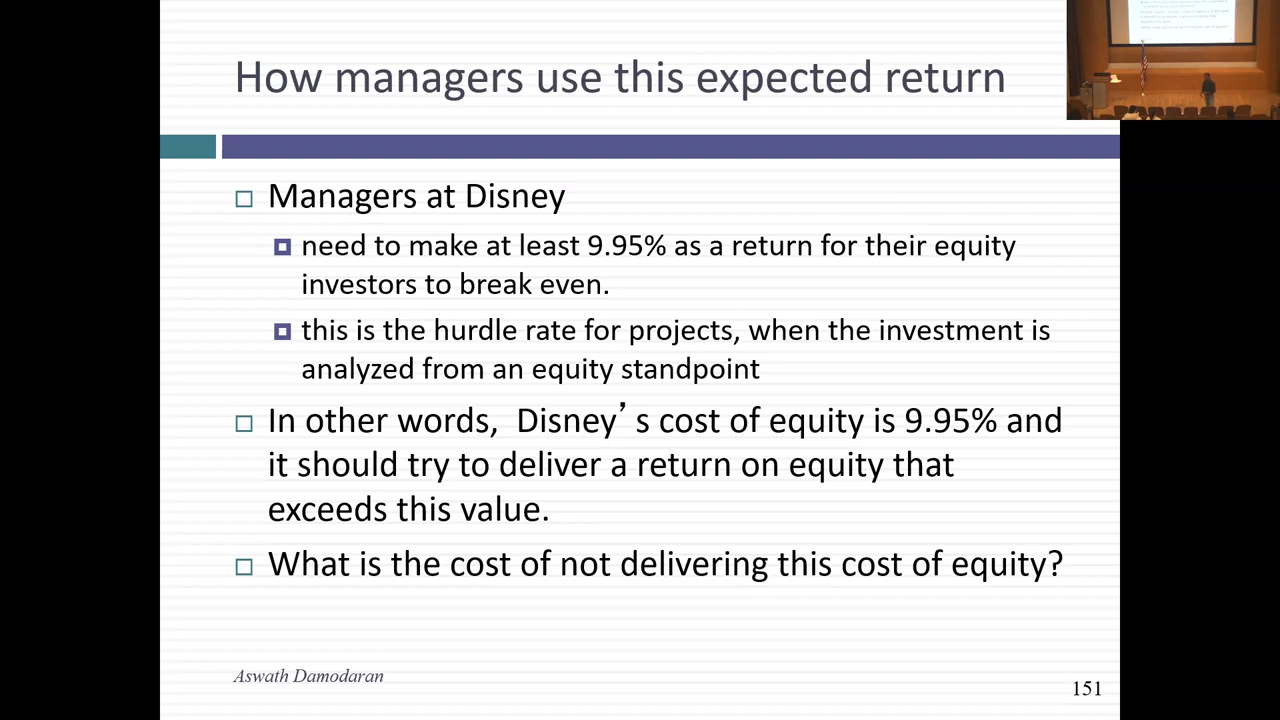 How managers use this expected return
Managers at Disney
need to make at least 9.95% as a return for their equity
investors to break even.
this is the hurdle rate for projects, when the investment is
analyzed from an equity standpoint
In other words, Disney’s cost of equity is 9.95% and
it should try to deliver a return on equity that
exceeds this value.
What is the cost of not delivering this cost of equity?
Aswath Damodaran
151